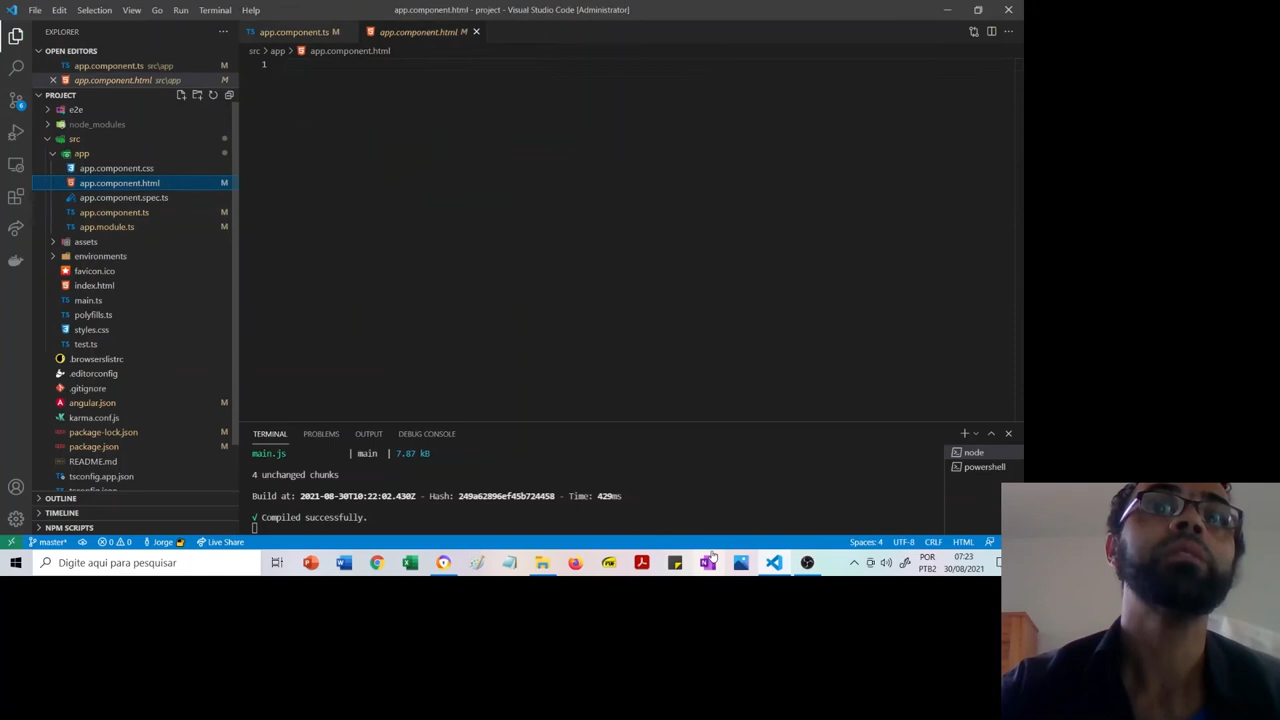 File Edit Selection View Go Run Terminal Help
app.component.html - project - Visual Studio Code [Administrator]
EXPLORER
app.component.ts M
app.component.html M
OPEN EDITORS
src > app > app.component.html
app.component.ts src\app M
app.component.html src\app M
PROJECT
1
e2e
node_modules
src
app
app.component.css
app.component.html M
app.component.spec.ts
app.component.ts M
app.module.ts M
assets
environments
favicon.ico
index.html
main.ts
polyfills.ts
styles.css
test.ts
.browserslistrc
.editorconfig
.gitignore
angular.json M
karma.conf.js
package-lock.json M
package.json M
README.md
tsconfig.app.json
OUTLINE
TIMELINE
NPM SCRIPTS
TERMINAL PROBLEMS OUTPUT DEBUG CONSOLE
main.js | main | 7.87 kB
4 unchanged chunks
Build at: 2021-08-30T10:22:02.430Z - Hash: 249a62896ef45b724458 - Time: 429ms
√ Compiled successfully.
node
powershell
master* 0 0 Jorge Live Share
Spaces: 4 UTF-8 CRLF HTML
Digite aqui para pesquisar
POR
PTB2
07:23
30/08/2021